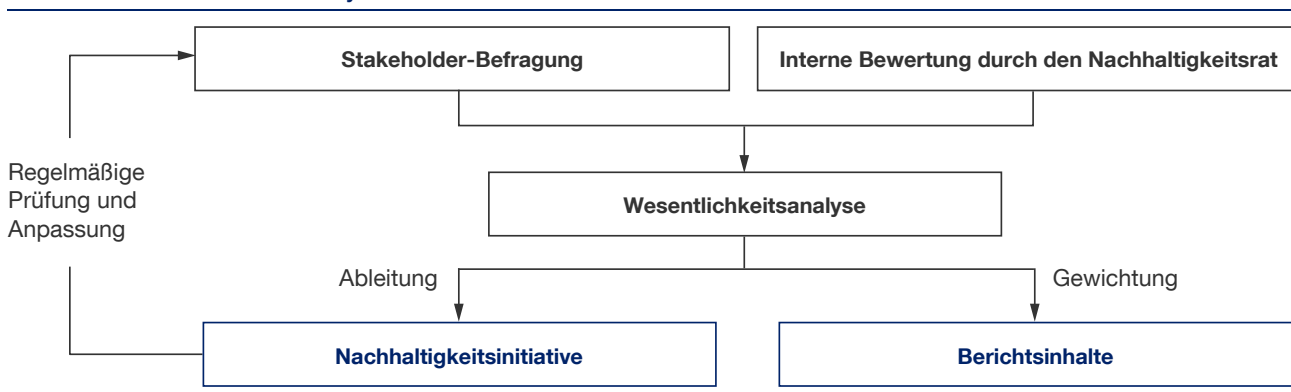 Stakeholder-Befragung
Interne Bewertung durch den Nachhaltigkeitsrat
Regelmäßige
Prüfung und
Anpassung
Wesentlichkeitsanalyse
Ableitung
Gewichtung
Nachhaltigkeitsinitiative
Berichtsinhalte